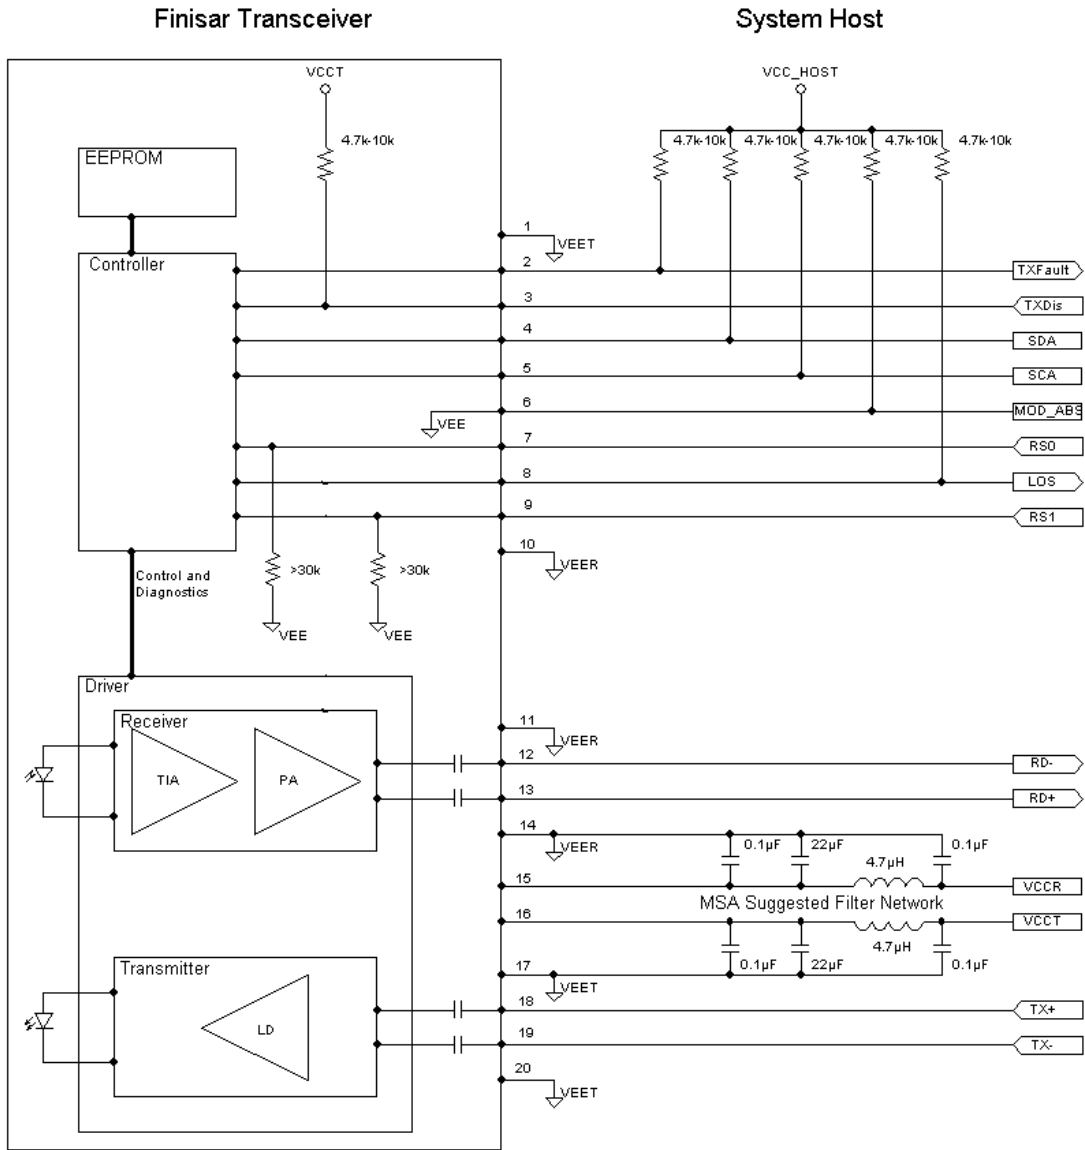 Finisar Transceiver
System Host
VCCT
VCC_HOST
4.7k-10k
4.7k-10k
4.7k-10k
4.7k-10k
4.7k-10k
4.7k-10k
EEPROM
Controller
1
VEET
2
TXFault
3
TXDis
4
SDA
5
SCA
6
VEE
MOD_ABS
7
RS0
8
LOS
9
RS1
10
VEER
Control and
Diagnostics
>30k
>30k
VEE
VEE
Driver
Receiver
TIA
PA
11
VEER
12
RD-
13
RD+
14
VEER
0.1µF
22µF
4.7µH
0.1µF
15
VCCR
MSA Suggested Filter Network
16
VCCT
4.7µH
0.1µF
22µF
0.1µF
17
VEET
Transmitter
LD
18
TX+
19
TX-
20
VEET